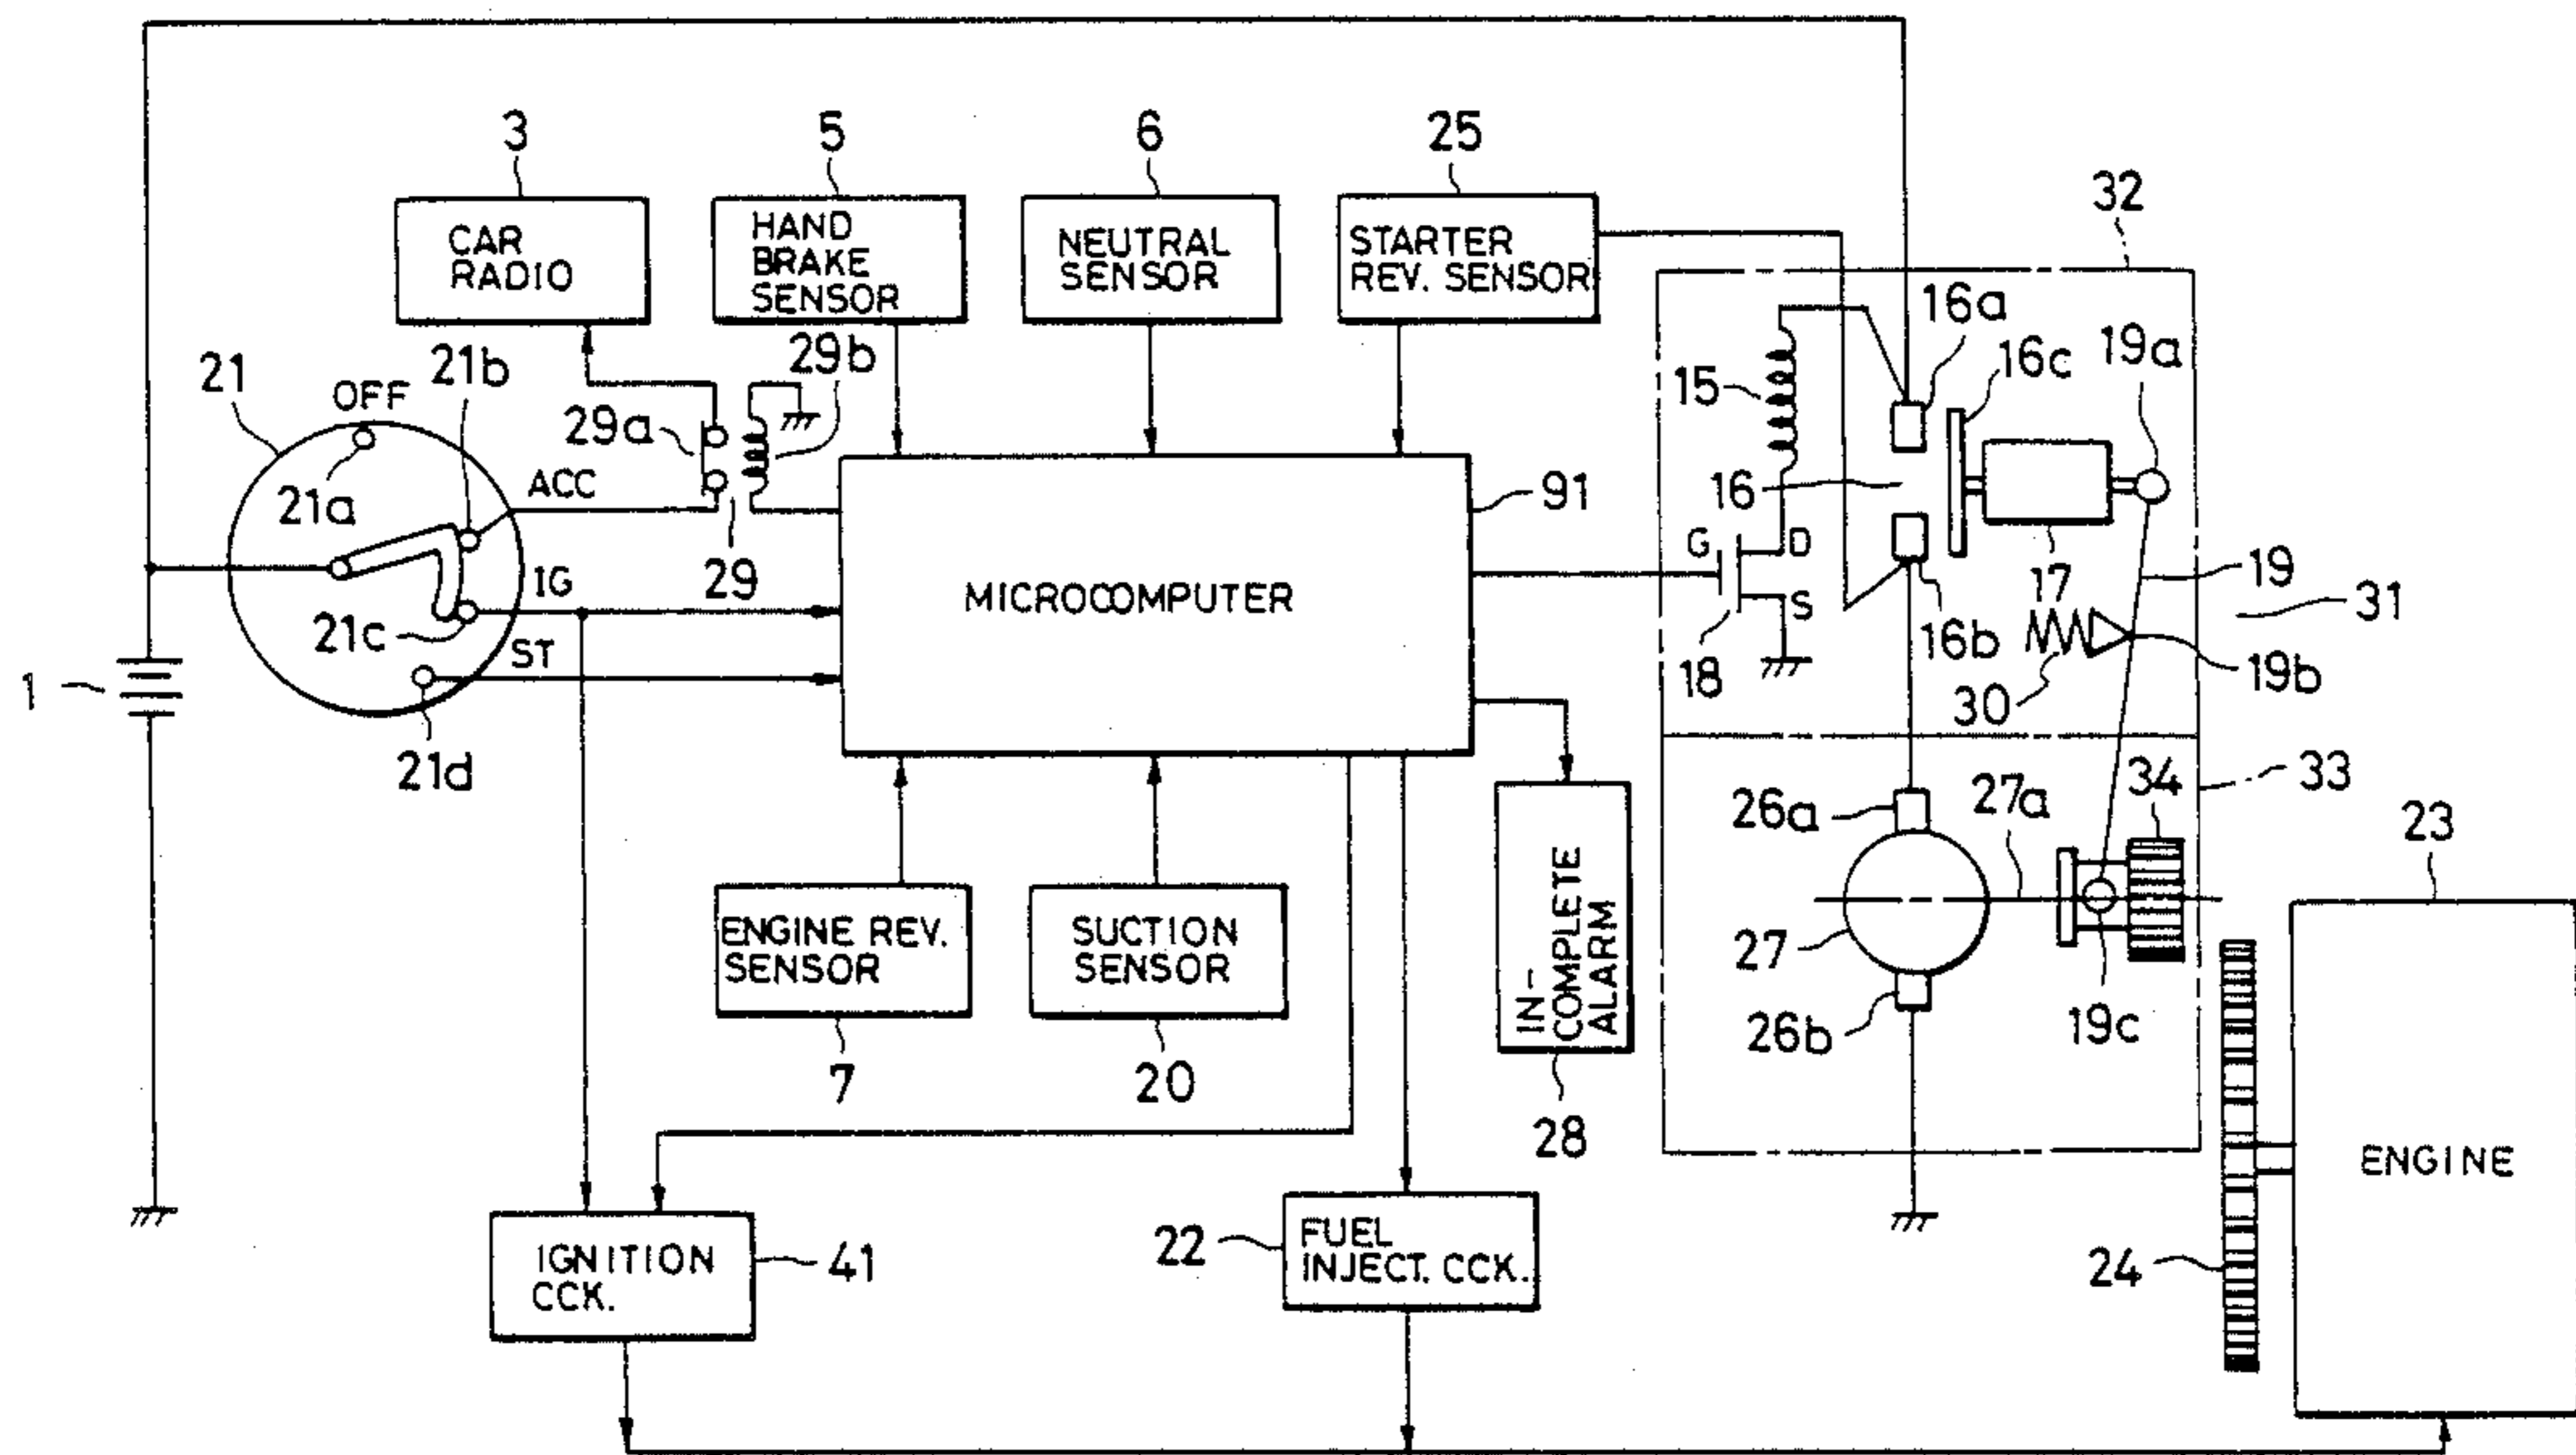 3
5
6
25
32
CAR
RADIO
HAND
BRAKE
SENSOR
NEUTRAL
SENSOR
STARTER
REV. SENSOR
16a
16c
19a
21
OFF
21b
29b
29a
15
21a
ACC
29
16
91
G
D
S
17
19
31
IG
21c
ST
MICROCOMPUTER
18
16b
30
19b
1
21d
26a
27a
34
33
23
ENGINE REV.
SENSOR
SUCTION
SENSOR
IN-
COMPLETE
ALARM
27
26b
19c
7
20
28
ENGINE
IGNITION
CCK.
41
22
FUEL
INJECT. CCK.
24